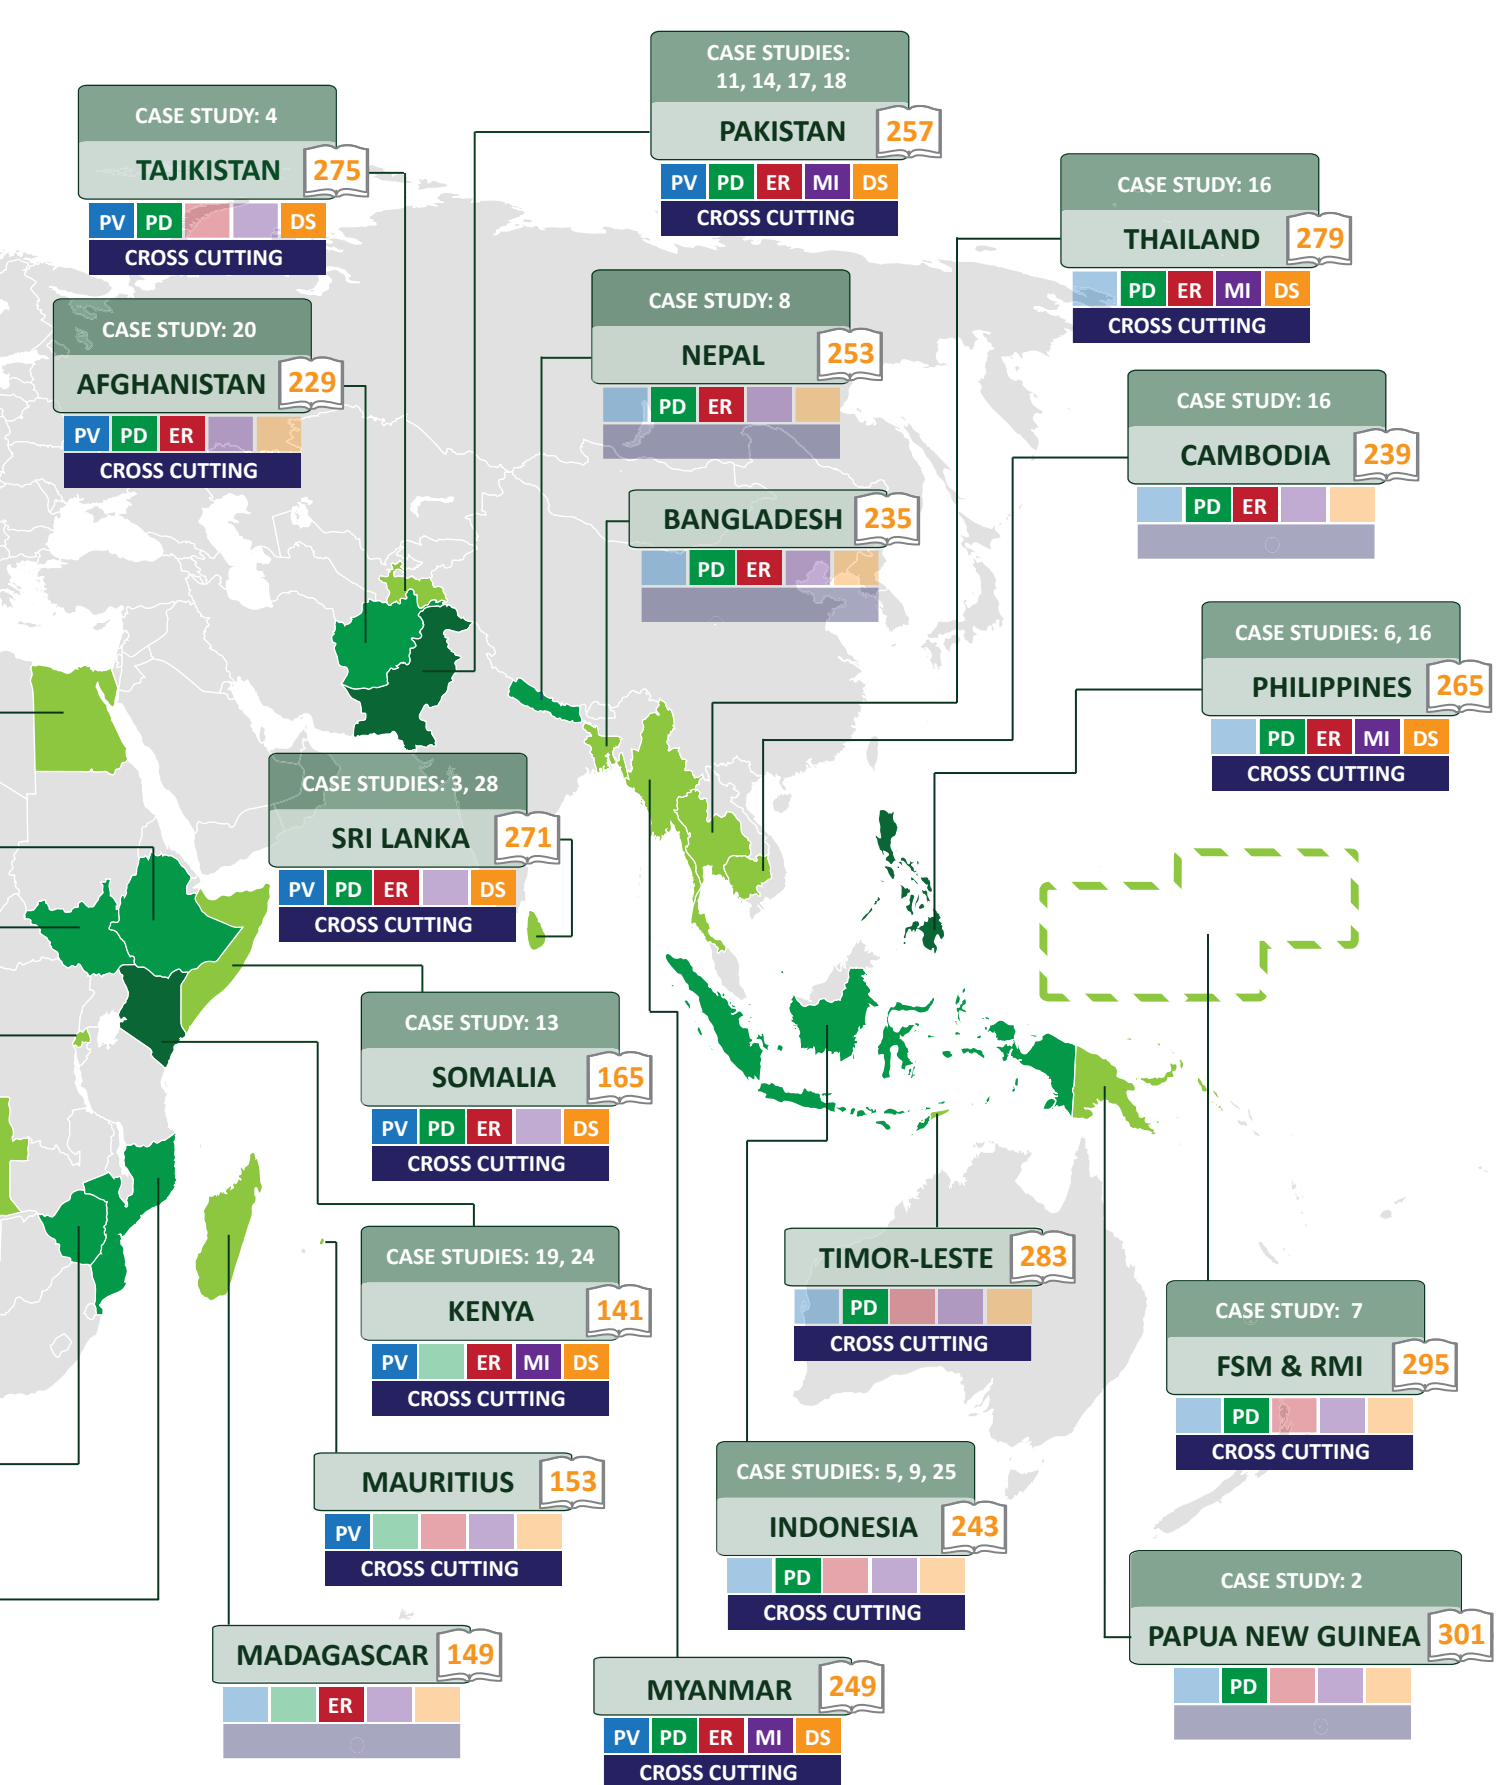 CASE STUDIES:
11, 14, 17, 18
PAKISTAN 257
PV PD ER MI DS
CROSS CUTTING
CASE STUDY: 4
TAJIKISTAN 275
PV PD DS
CROSS CUTTING
CASE STUDY: 16
THAILAND 279
PD ER MI DS
CROSS CUTTING
CASE STUDY: 8
NEPAL 253
PD ER
CASE STUDY: 20
AFGHANISTAN 229
PV PD ER
CROSS CUTTING
CASE STUDY: 16
CAMBODIA 239
PD ER
BANGLADESH 235
PD ER
CASE STUDIES: 6, 16
PHILIPPINES 265
PD ER MI DS
CROSS CUTTING
CASE STUDIES: 3, 28
SRI LANKA 271
PV PD ER DS
CROSS CUTTING
CASE STUDY: 13
SOMALIA 165
PV PD ER DS
CROSS CUTTING
CASE STUDIES: 19, 24
KENYA 141
PV ER MI DS
CROSS CUTTING
TIMOR-LESTE 283
PD
CROSS CUTTING
CASE STUDY: 7
FSM & RMI 295
PD
CROSS CUTTING
MAURITIUS 153
PV
CROSS CUTTING
CASE STUDIES: 5, 9, 25
INDONESIA 243
PD
CROSS CUTTING
CASE STUDY: 2
PAPUA NEW GUINEA 301
PD
MADAGASCAR 149
ER
MYANMAR 249
PV PD ER MI DS
CROSS CUTTING